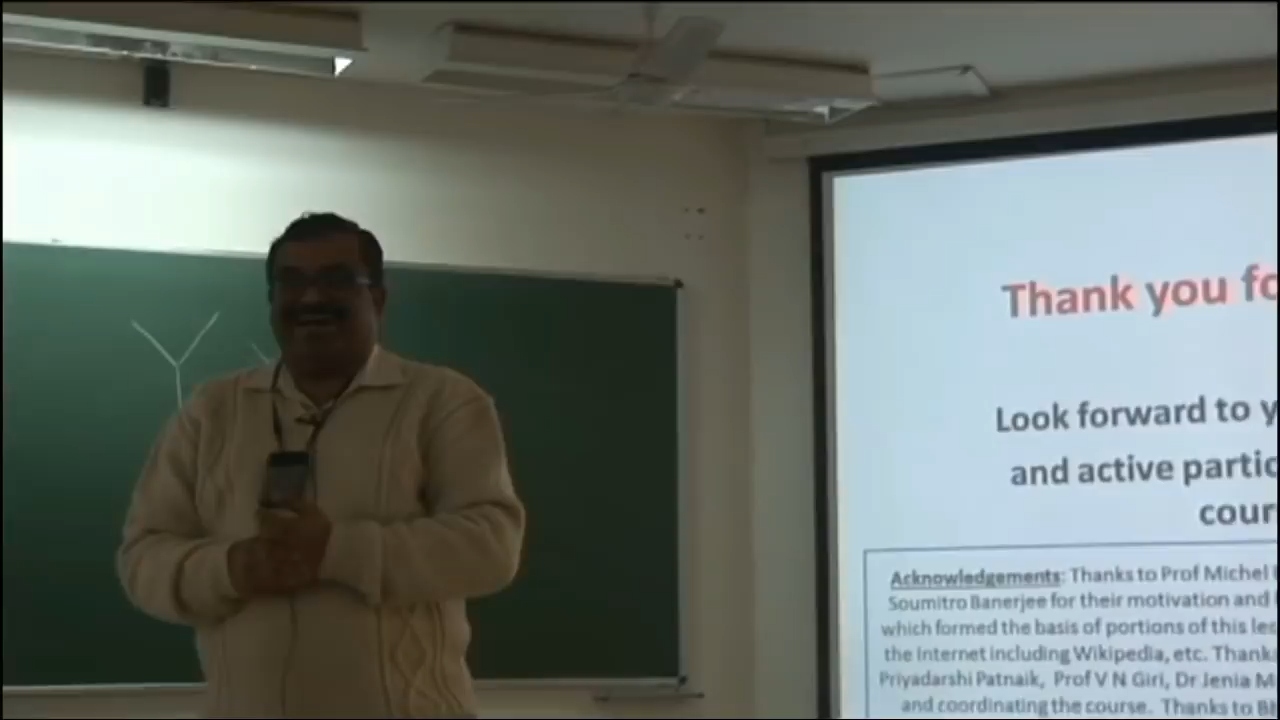 Thank you fo
Look forward to y
and active partic
cour
Acknowledgements: Thanks to Prof Michel
Soumitro Banerjee for their motivation and
which formed the basis of portions of this les
the Internet including Wikipedia, etc. Thank
Priyadarshi Patnaik, Prof V N Giri, Dr Jenia M
and coordinating the course. Thanks to